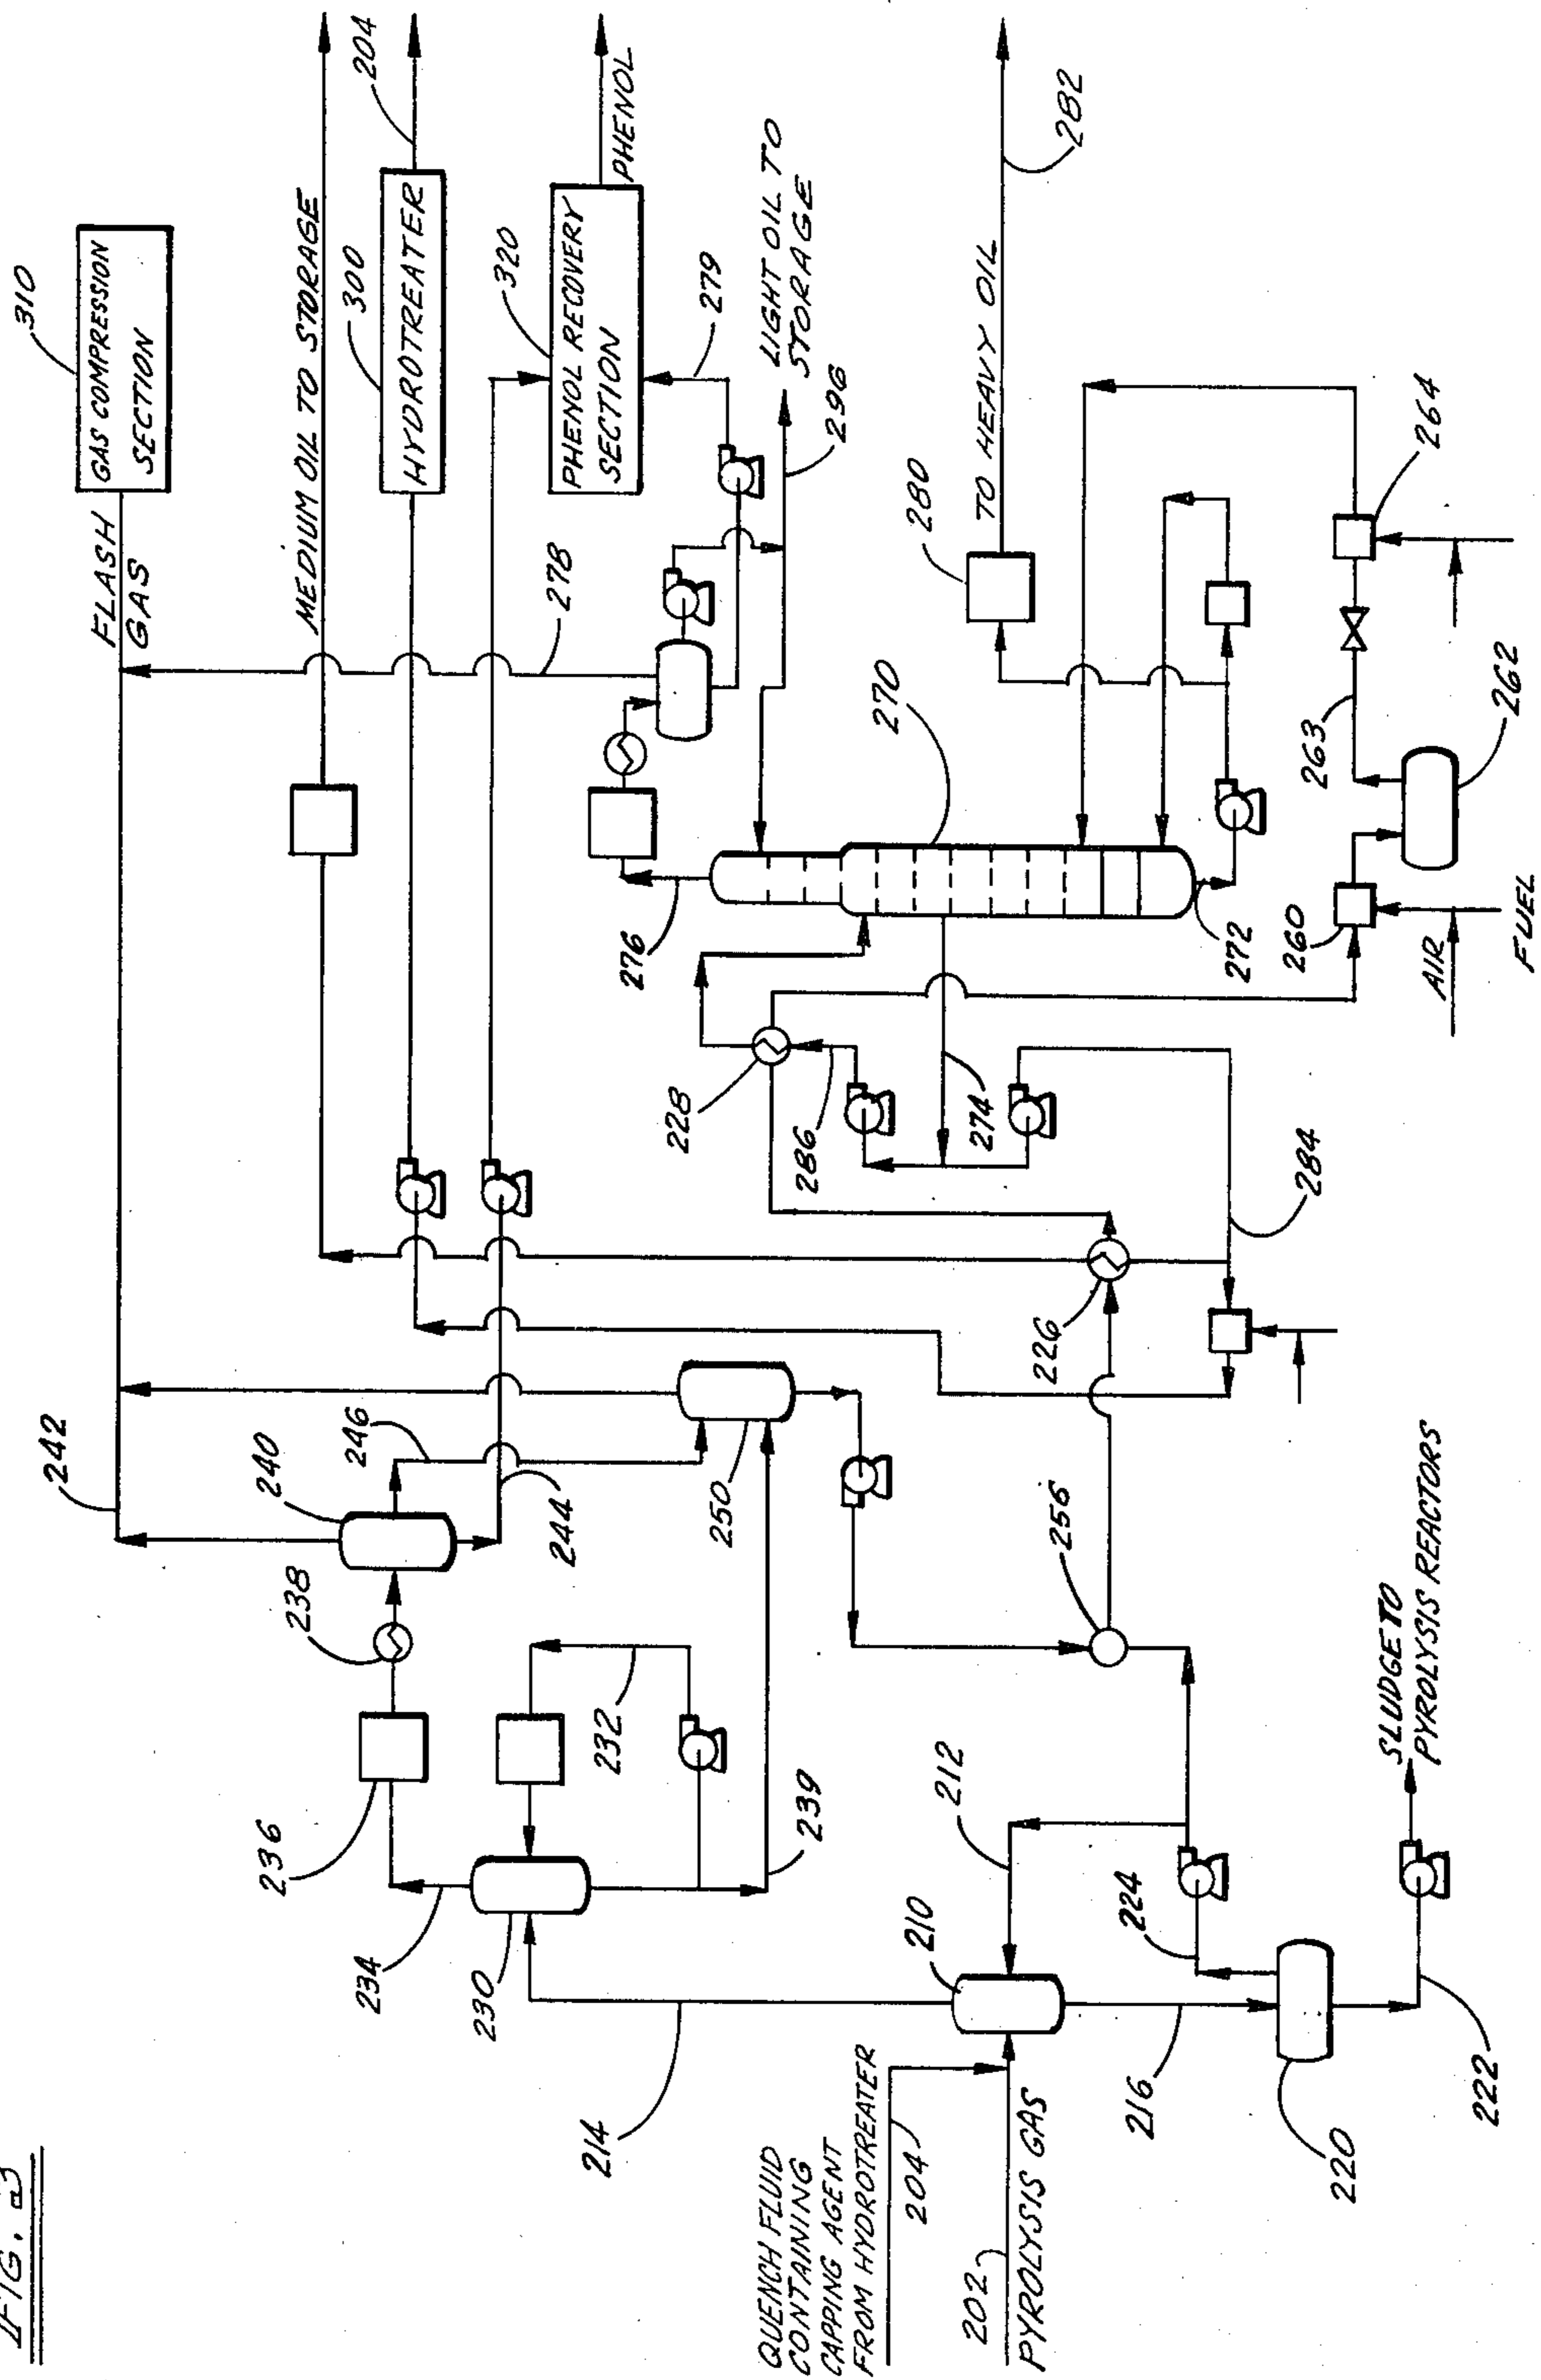 FIG. 3
310
GAS COMPRESSION
SECTION
FLASH
GAS
242
MEDIUM OIL TO STORAGE
204
300
HYDROTREATER
320
PHENOL RECOVERY
SECTION
PHENOL
279
278
LIGHT OIL TO
STORAGE
296
240
246
244
238
236
234
230
232
239
250
276
270
228
286
274
272
280
TO HEAVY OIL
282
264
263
262
260
AIR
FUEL
284
226
256
214
212
210
224
216
220
222
SLUDGE TO
PYROLYSIS REACTORS
QUENCH FLUID
CONTAINING
CAPPING AGENT
FROM HYDROTREATER
204
202
PYROLYSIS GAS